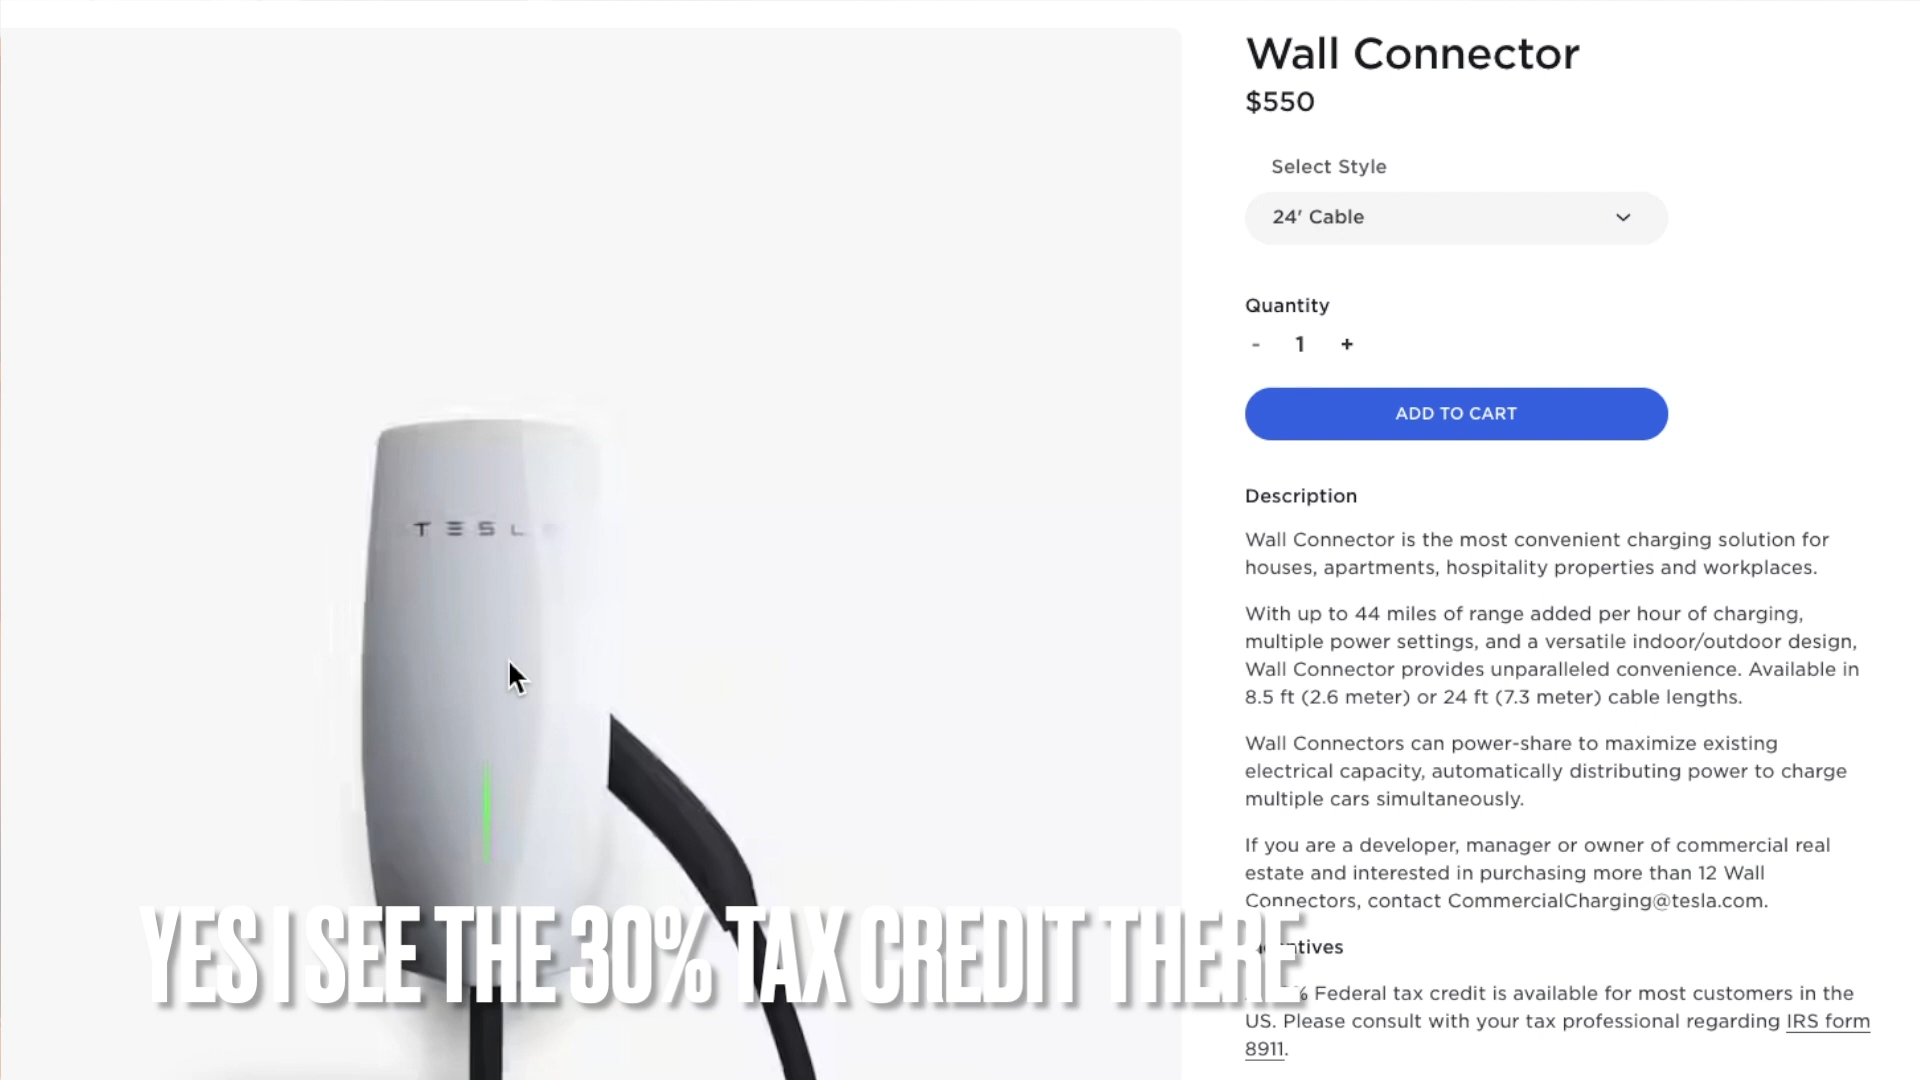 Wall Connector
$550
Select Style
24' Cable
Quantity
- 1 +
ADD TO CART
Description
Wall Connector is the most convenient charging solution for
houses, apartments, hospitality properties and workplaces.
With up to 44 miles of range added per hour of charging,
multiple power settings, and a versatile indoor/outdoor design,
Wall Connector provides unparalleled convenience. Available in
8.5 ft (2.6 meter) or 24 ft (7.3 meter) cable lengths.
Wall Connectors can power-share to maximize existing
electrical capacity, automatically distributing power to charge
multiple cars simultaneously.
If you are a developer, manager or owner of commercial real
estate and interested in purchasing more than 12 Wall
Connectors, contact CommercialCharging@tesla.com.
Federal tax credit is available for most customers in the
US. Please consult with your tax professional regarding IRS form
8911.
TESL
YES I SEE THE 30% TAX CREDIT THERE